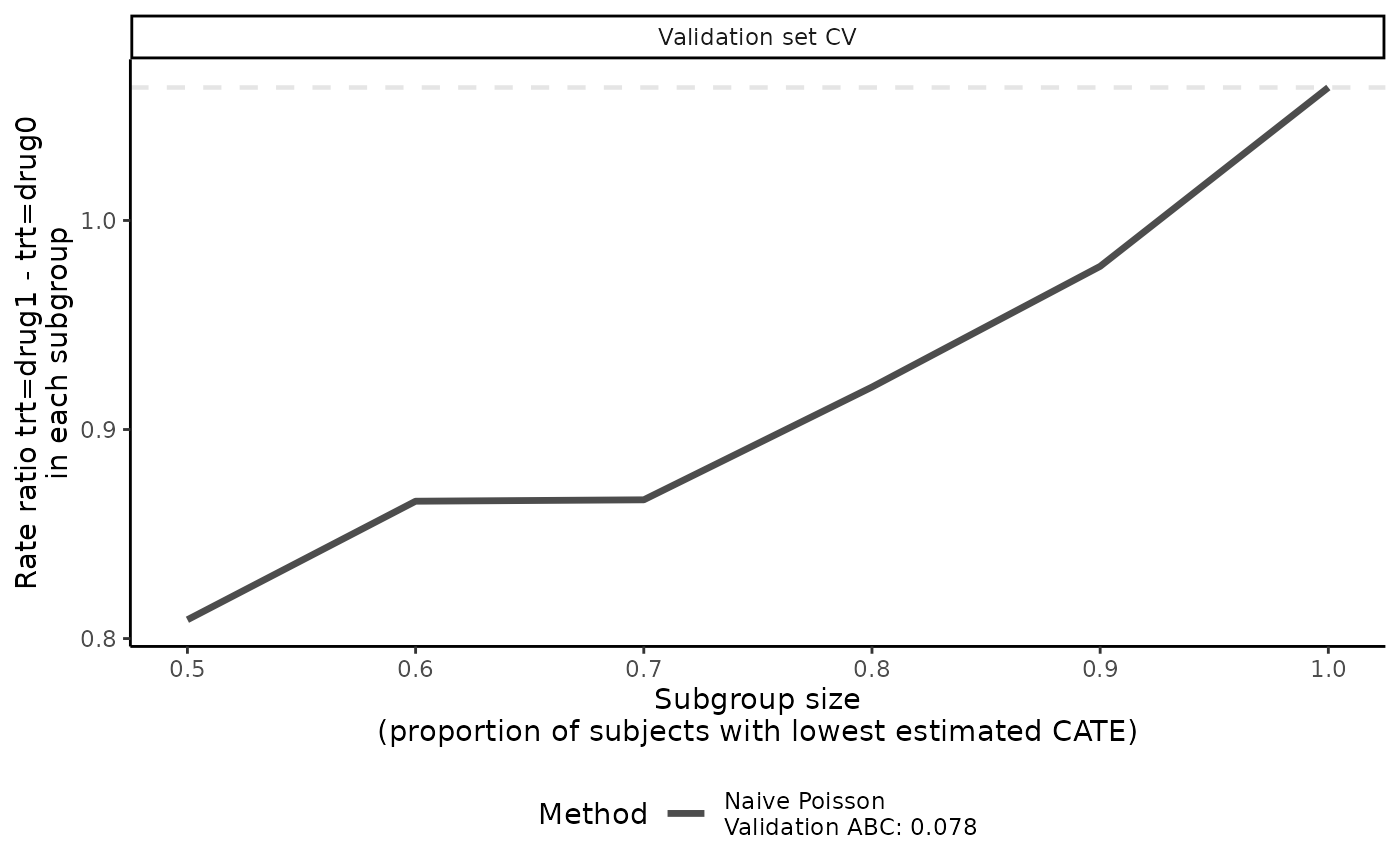 Validation set CV
Rate ratio trt=drug1 - trt=drug0
in each subgroup
1.0
0.9
0.8
0.5
0.6
0.7
0.8
0.9
1.0
Subgroup size
(proportion of subjects with lowest estimated CATE)
Method
Naive Poisson
Validation ABC: 0.078